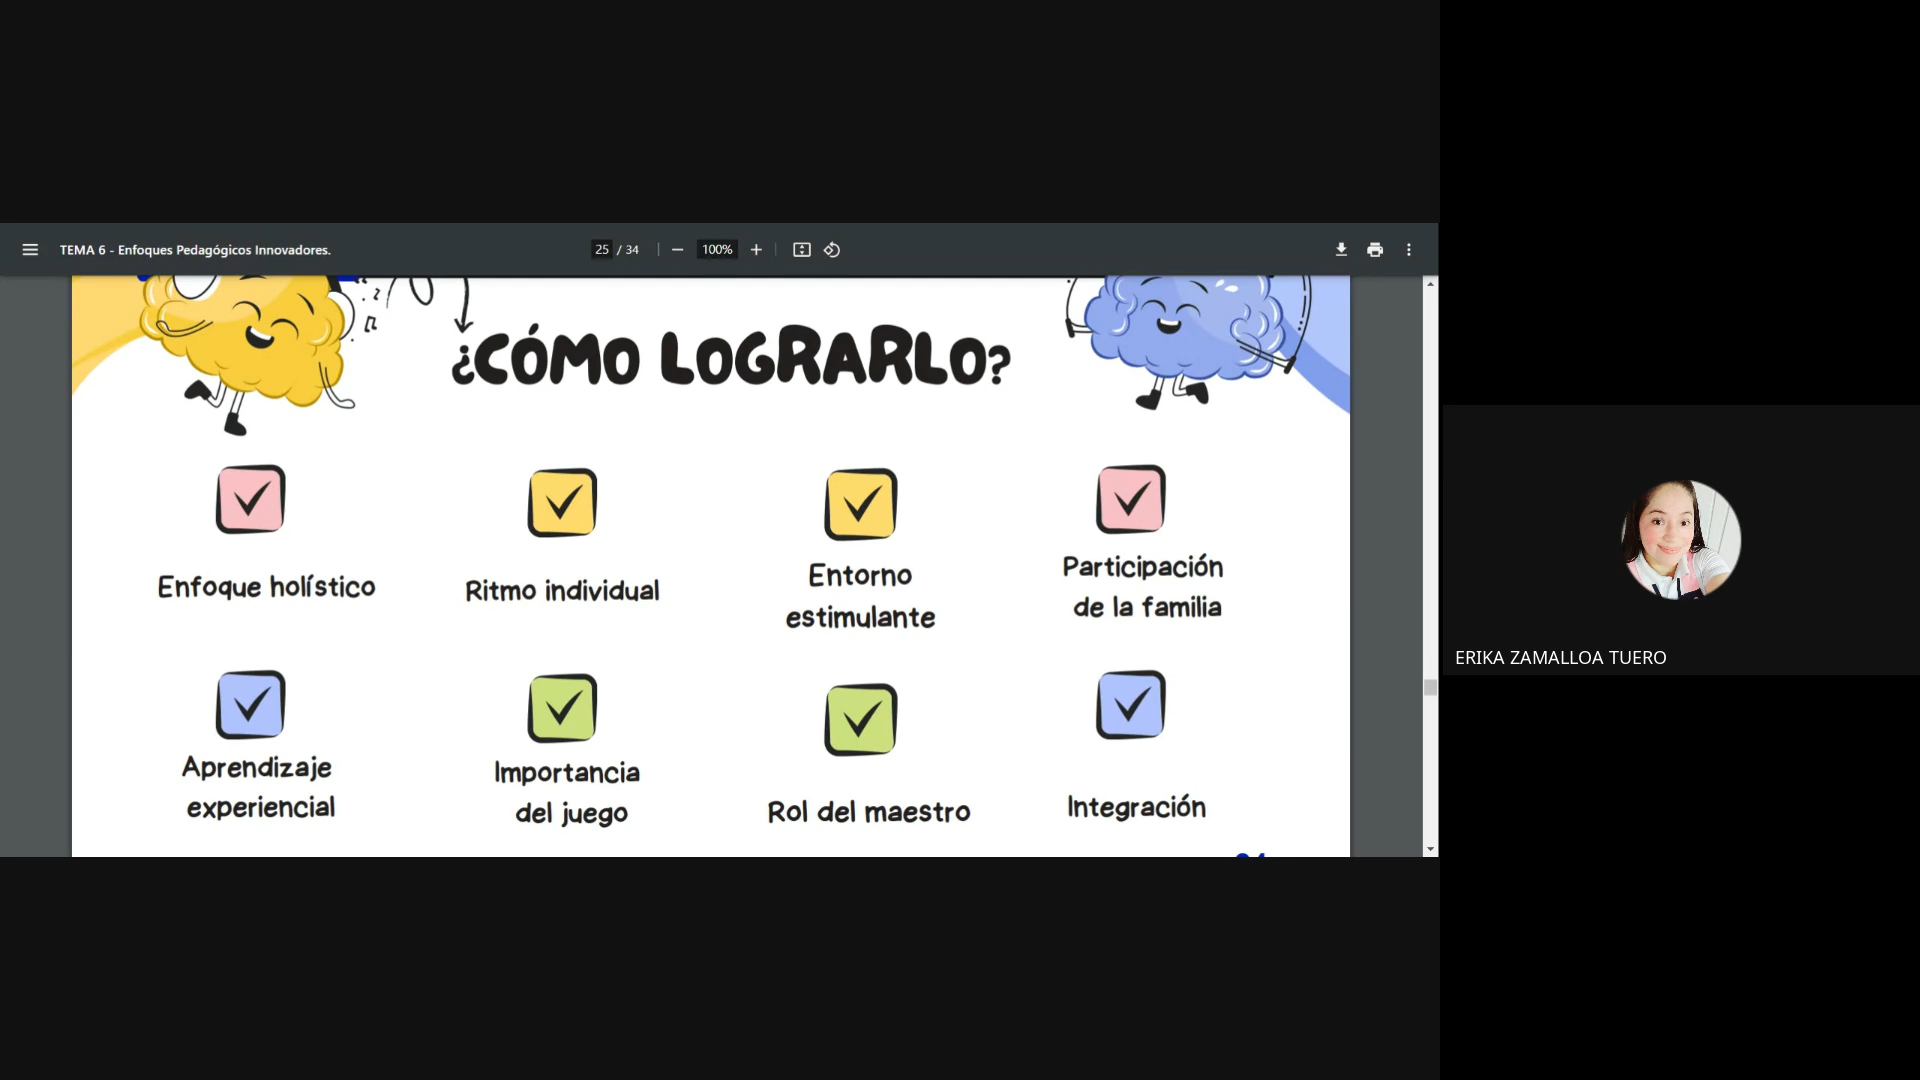 TEMA 6 - Enfoques Pedagógicos Innovadores.
25 / 34
100%
¿CÓMO LOGRARLO?
Enfoque holístico
Ritmo individual
Entorno
estimulante
Participación
de la familia
Aprendizaje
experiencial
Importancia
del juego
Rol del maestro
Integración
ERIKA ZAMALLOA TUERO